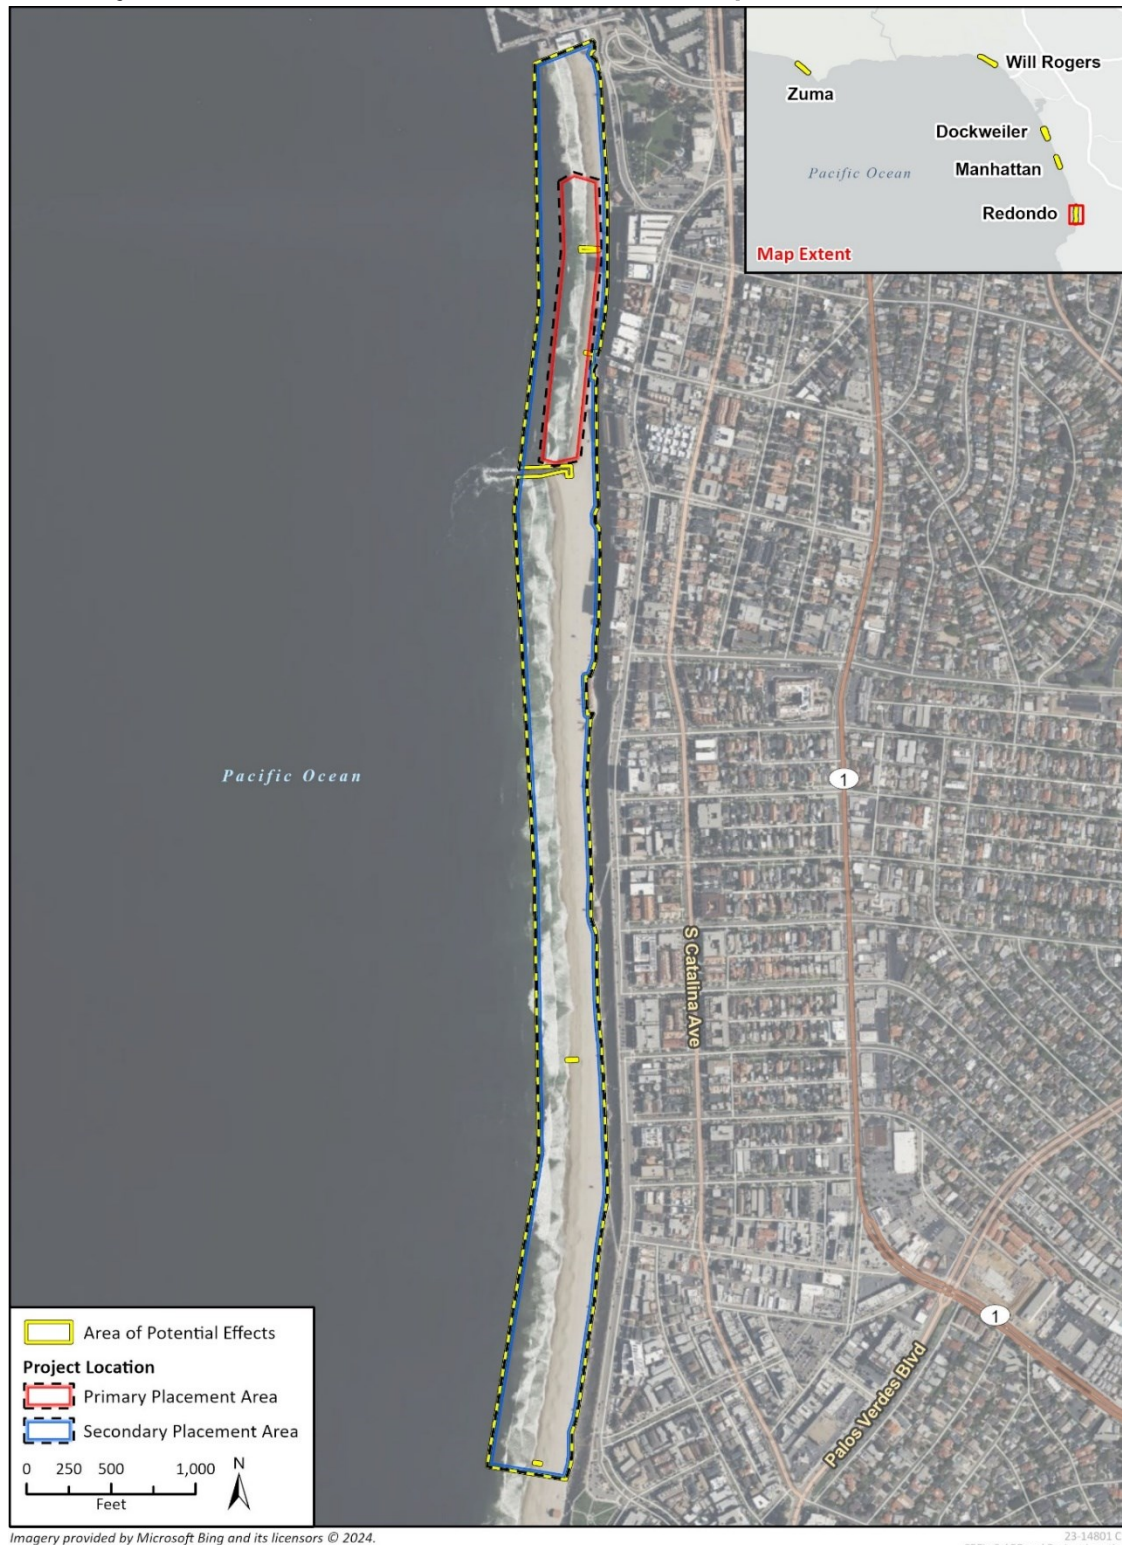 Will Rogers
Zuma
Dockweiler
Manhattan
Pacific Ocean
Redondo
Map Extent
1
Pacific Ocean
S Catalina Ave
1
Palos Verdes Blvd
Area of Potential Effects
Project Location
Primary Placement Area
Secondary Placement Area
0 250 500 1,000 N
Feet
Imagery provided by Microsoft Bing and its licensors © 2024.
23-14801 C